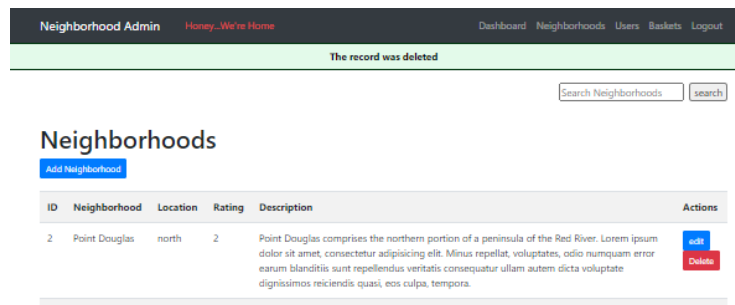 Neighborhood Admin Honey...We're Home Dashboard Neighborhoods Users Baskets Logout
The record was deleted
Search Neighborhoods search
Neighborhoods
Add Neighborhood
ID Neighborhood Location Rating Description Actions
2 Point Douglas north 2 Point Douglas comprises the northern portion of a peninsula of the Red River. Lorem ipsum edit
dolor sit amet, consectetur adipisicing elit. Minus repellat, voluptates, odio numquam error
Delete
earum blanditiis sunt repellendus veritatis consequatur ullam autem dicta voluptate
dignissimos reiciendis quasi, eos culpa, tempora.